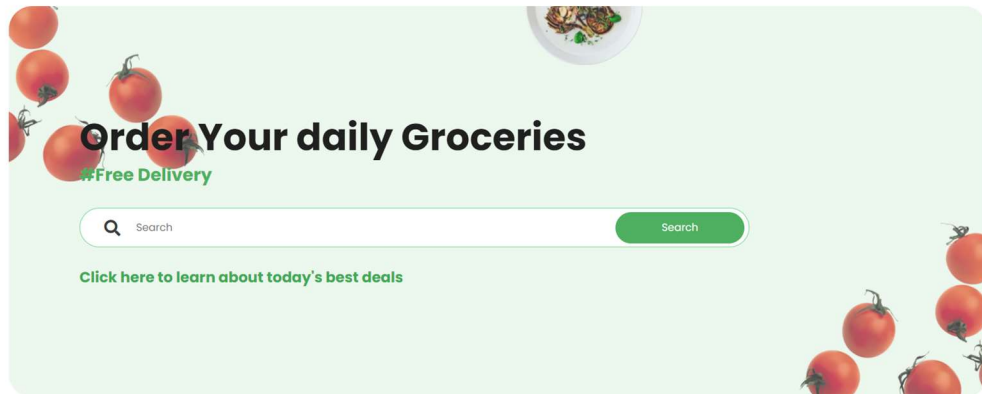 Order Your daily Groceries
#Free Delivery
Search
Search
Click here to learn about today's best deals